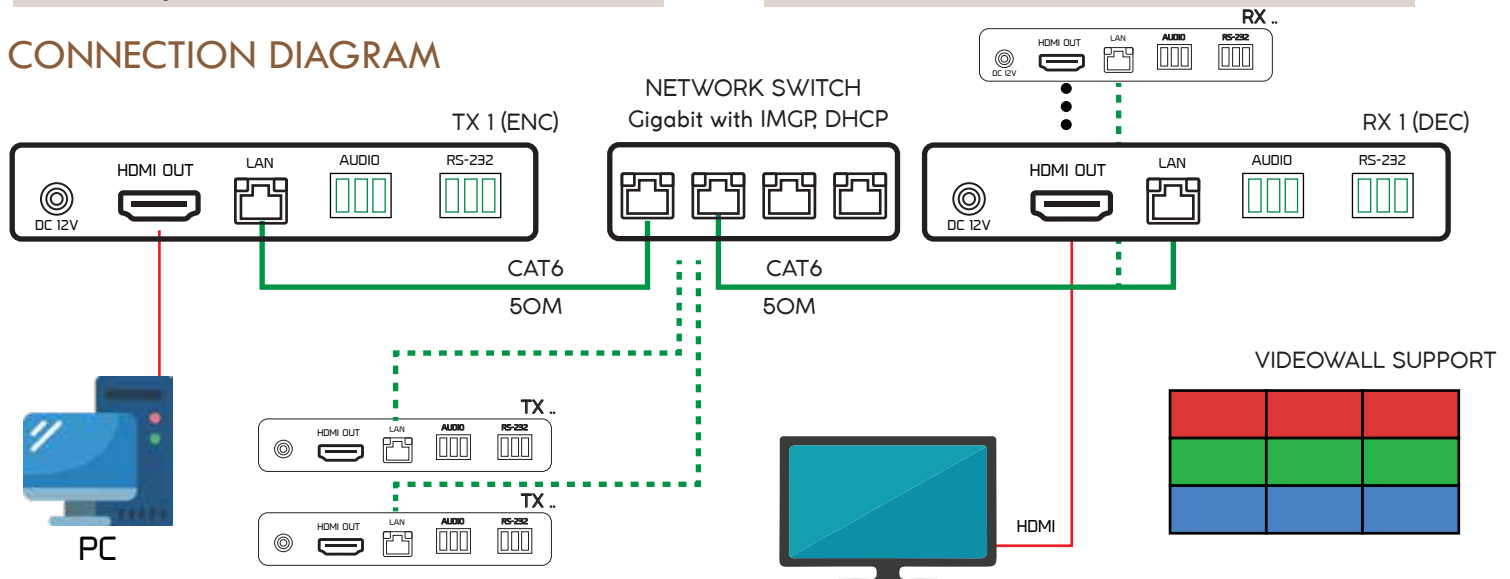 CONNECTION DIAGRAM
RX ..
HDMI OUT
LAN
AUDIO
RS-232
DC 12V
NETWORK SWITCH
Gigabit with IMGP, DHCP
TX 1 (ENC)
RX 1 (DEC)
HDMI OUT
LAN
AUDIO
RS-232
DC 12V
HDMI OUT
LAN
AUDIO
RS-232
DC 12V
CAT6
50M
CAT6
50M
VIDEOWALL SUPPORT
TX ..
HDMI OUT
LAN
AUDIO
RS-232
TX ..
HDMI OUT
LAN
AUDIO
RS-232
PC
HDMI